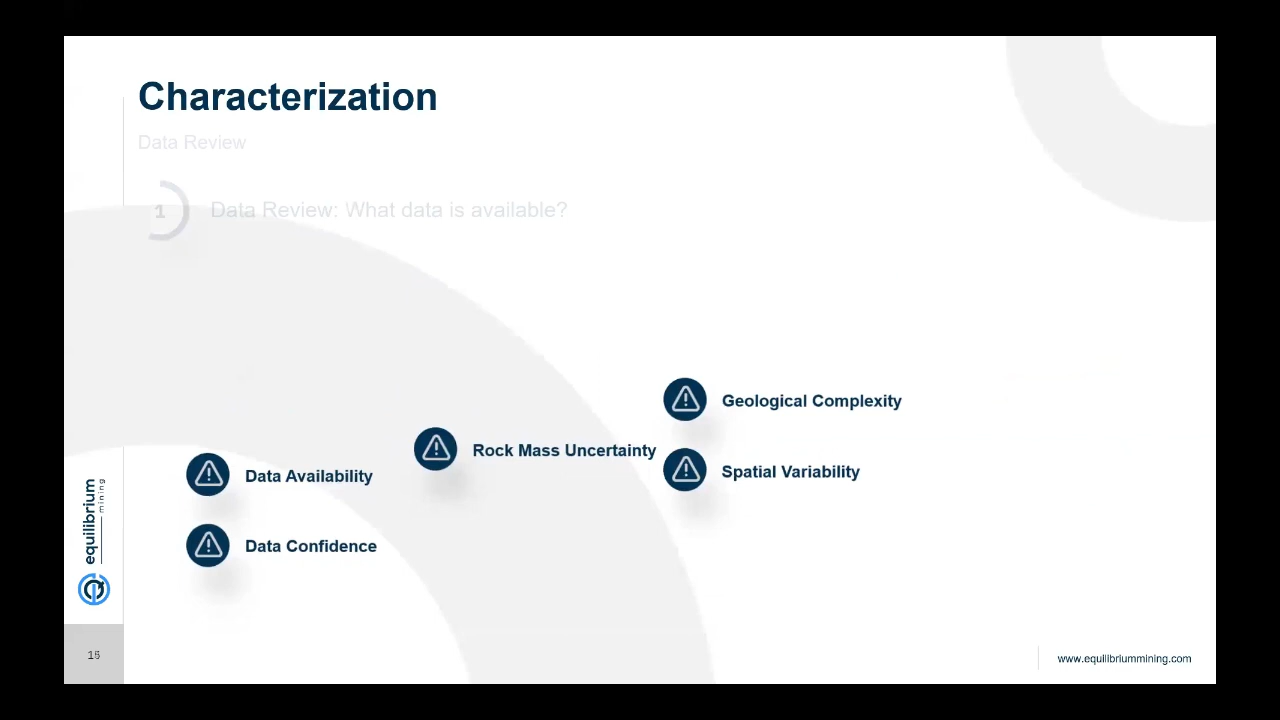 Characterization
Data Review
1
Data Review: What data is available?
Geological Complexity
Rock Mass Uncertainty
Spatial Variability
Data Availability
Data Confidence
equilibrium
mining
www.equilibriummining.com